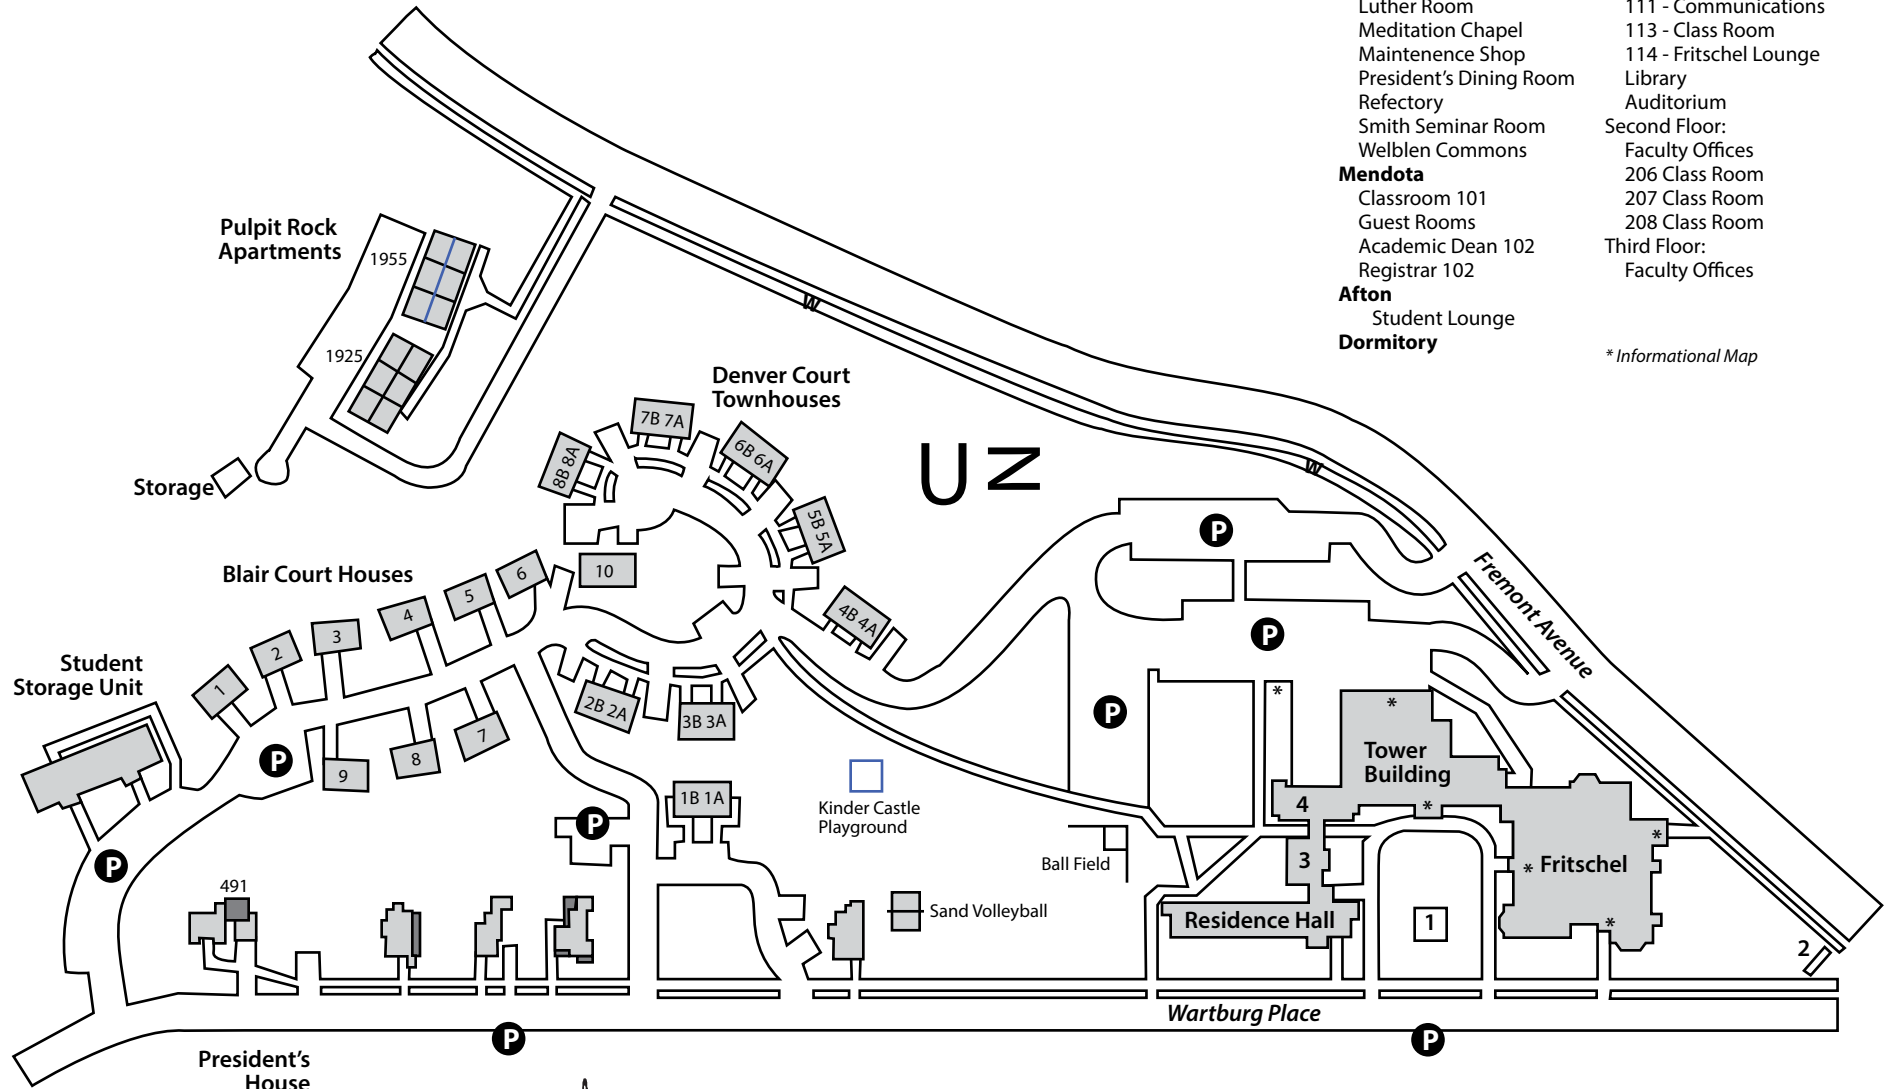 Luther Room
Meditation Chapel
Maintenence Shop
President's Dining Room
Refectory
Smith Seminar Room
Welblen Commons
Mendota
Classroom 101
Guest Rooms
Academic Dean 102
Registrar 102
Afton
Student Lounge
Dormitory
111 - Communications
113 - Class Room
114 - Fritschel Lounge
Library
Auditorium
Second Floor:
Faculty Offices
206 Class Room
207 Class Room
208 Class Room
Third Floor:
Faculty Offices
* Informational Map
Pulpit Rock
Apartments
1955
1925
Storage
W
W
Denver Court
Townhouses
7B 7A
6B 6A
8B 8A
5B 5A
4B 4A
10
U Z
Blair Court Houses
6
5
4
3
2
1
Student
Storage Unit
2B 2A
3B 3A
7
8
9
1B 1A
P
P
P
P
P
P
P
P
Fremont Avenue
*
*
Tower
Building
4
*
3
*
* Fritschel
*
Kinder Castle
Playground
Ball Field
Sand Volleyball
Residence Hall
1
2
491
Wartburg Place
President's
House